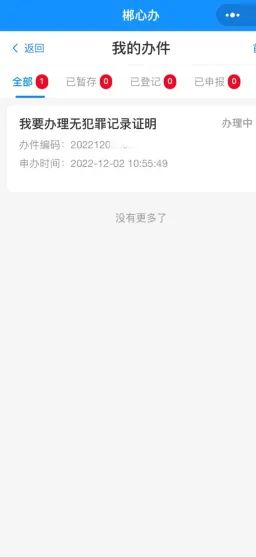 郴心办
返回
我的办件
全部 1
已暂存 0
已登记 0
已申报 0
我要办理无犯罪记录证明
办理中
办件编码：2022120
申办时间：2022-12-02 10:55:49
没有更多了